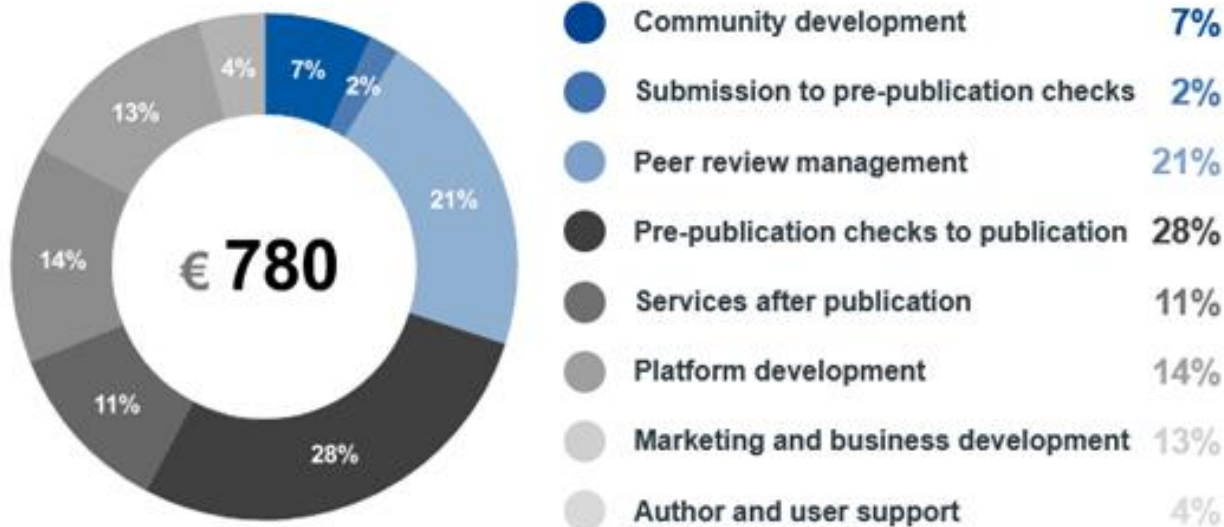 4%
7%
2%
13%
21%
14%
€ 780
11%
28%
Community development 7%
Submission to pre-publication checks 2%
Peer review management 21%
Pre-publication checks to publication 28%
Services after publication 11%
Platform development 14%
Marketing and business development 13%
Author and user support 4%